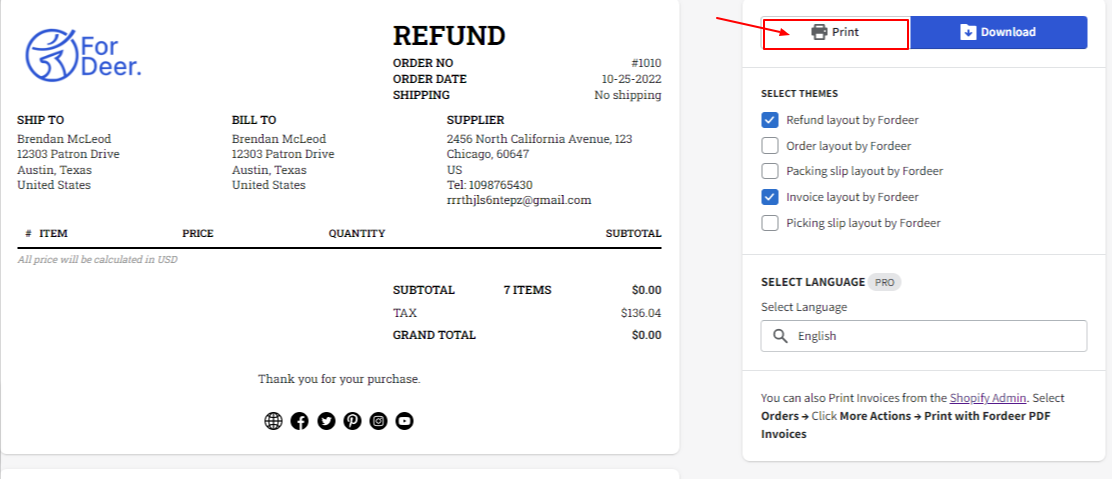 For
Deer.
REFUND
ORDER NO #1010
ORDER DATE 10-25-2022
SHIPPING No shipping
SHIP TO BILL TO SUPPLIER
Brendan McLeod Brendan McLeod 2456 North California Avenue, 123
12303 Patron Drive 12303 Patron Drive Chicago, 60647
Austin, Texas Austin, Texas US
United States United States Tel: 1098765430
rrrthjls6ntepz@gmail.com
# ITEM PRICE QUANTITY SUBTOTAL
All price will be calculated in USD
SUBTOTAL 7 ITEMS $0.00
TAX $136.04
GRAND TOTAL $0.00
Thank you for your purchase.
Print Download
SELECT THEMES
Refund layout by Fordeer
Order layout by Fordeer
Packing slip layout by Fordeer
Invoice layout by Fordeer
Picking slip layout by Fordeer
SELECT LANGUAGE PRO
Select Language
English
You can also Print Invoices from the Shopify Admin. Select
Orders → Click More Actions → Print with Fordeer PDF
Invoices